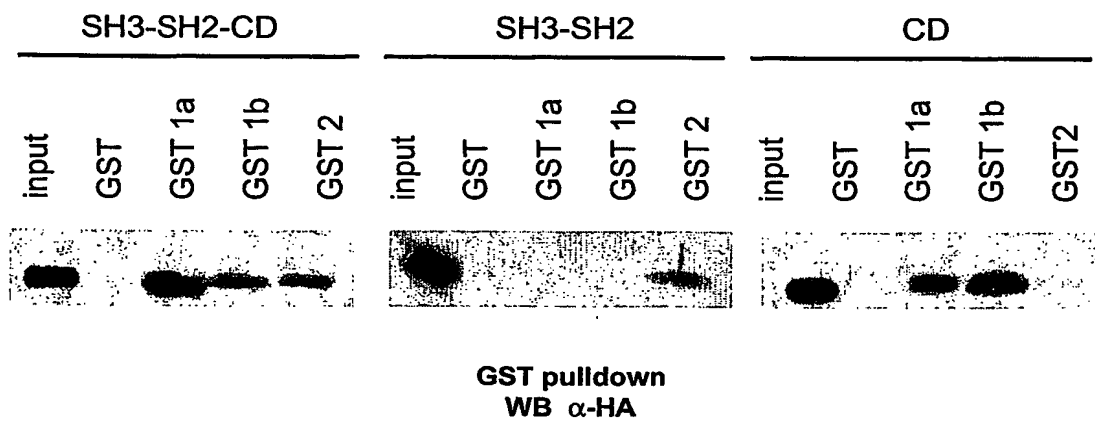 SH3-SH2-CD
SH3-SH2
CD
input
GST
GST 1a
GST 1b
GST 2
input
GST
GST 1a
GST 1b
GST 2
input
GST
GST 1a
GST 1b
GST2
GST pulldown
WB α-HA